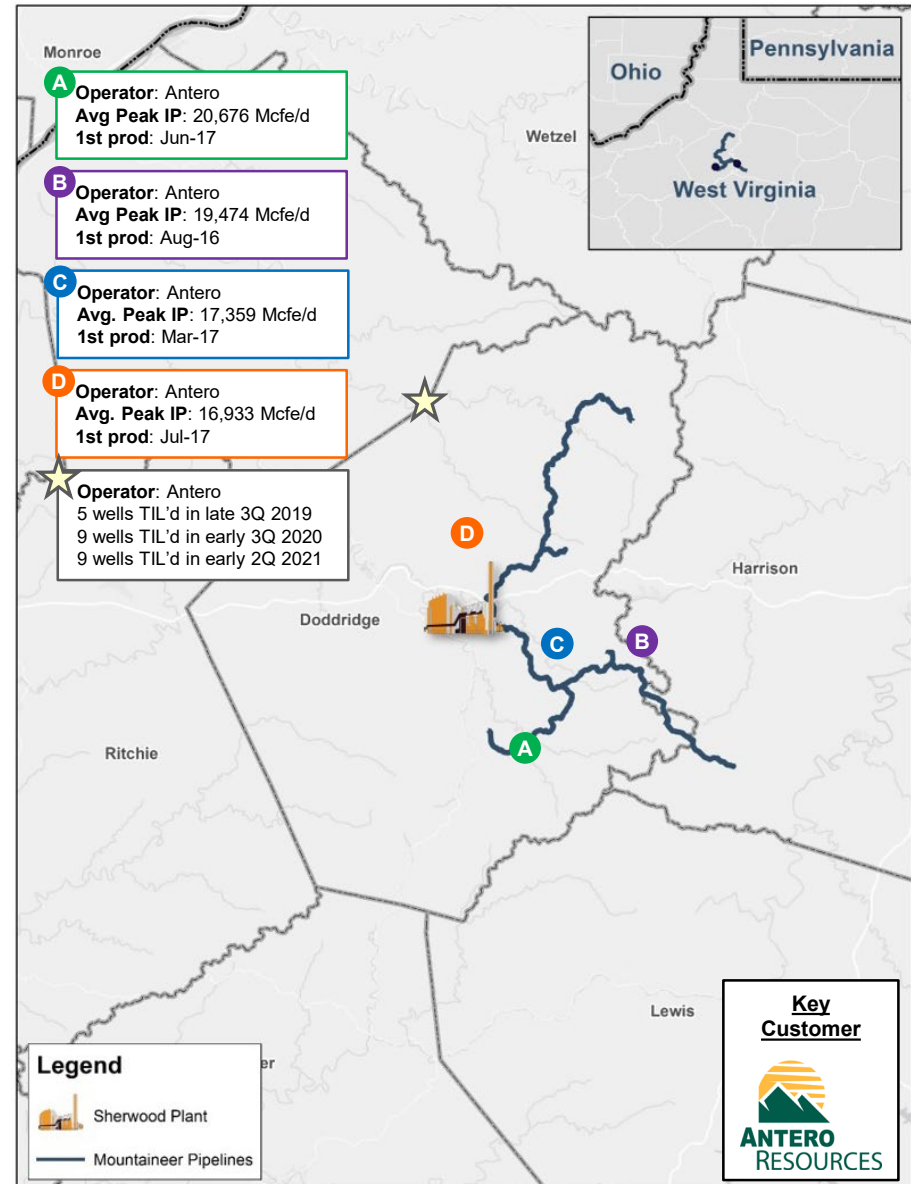 Monroe
A
Operator: Antero
Avg Peak IP: 20,676 Mcfe/d
1st prod: Jun-17
B
Operator: Antero
Avg Peak IP: 19,474 Mcfe/d
1st prod: Aug-16
C
Operator: Antero
Avg. Peak IP: 17,359 Mcfe/d
1st prod: Mar-17
D
Operator: Antero
Avg. Peak IP: 16,933 Mcfe/d
1st prod: Jul-17
Operator: Antero
5 wells TIL'd in late 3Q 2019
9 wells TIL'd in early 3Q 2020
9 wells TIL'd in early 2Q 2021
Pennsylvania
Ohio
West Virginia
Wetzel
D
Harrison
Doddridge
C
B
A
Ritchie
Lewis
er
Legend
Sherwood Plant
Mountaineer Pipelines
Key
Customer
ANTERO
RESOURCES